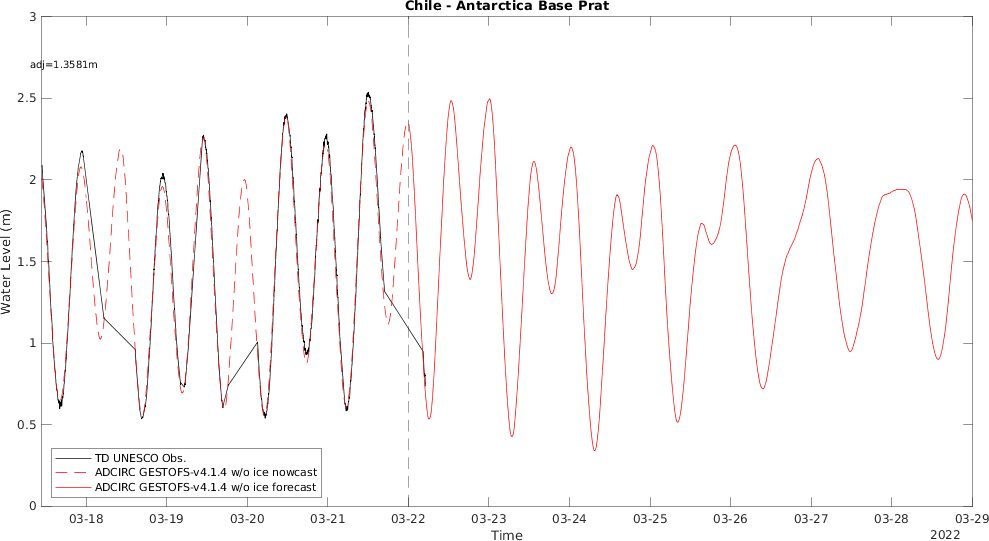 Chile - Antarctica Base Prat
3
adj=1.3581m
2.5
2
1.5
1
0.5
0
Water Level (m)
TD UNESCO Obs.
ADCIRC GESTOFS-v4.1.4 w/o ice nowcast
ADCIRC GESTOFS-v4.1.4 w/o ice forecast
03-18 03-19 03-20 03-21 03-22 03-23 03-24 03-25 03-26 03-27 03-28 03-29
Time
2022